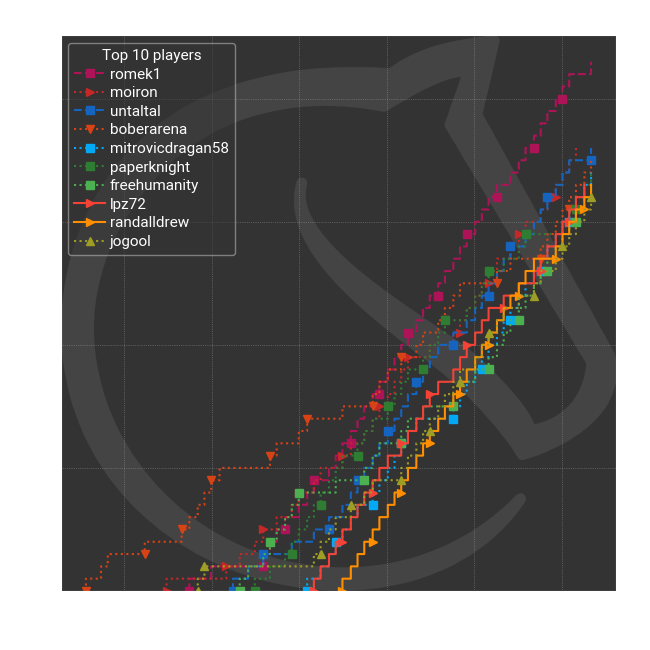 Top 10 players
romek1
moiron
untaltal
boberarena
mitrovicdragan58
paperknight
freehumanity
lpz72
randalldrew
jogool